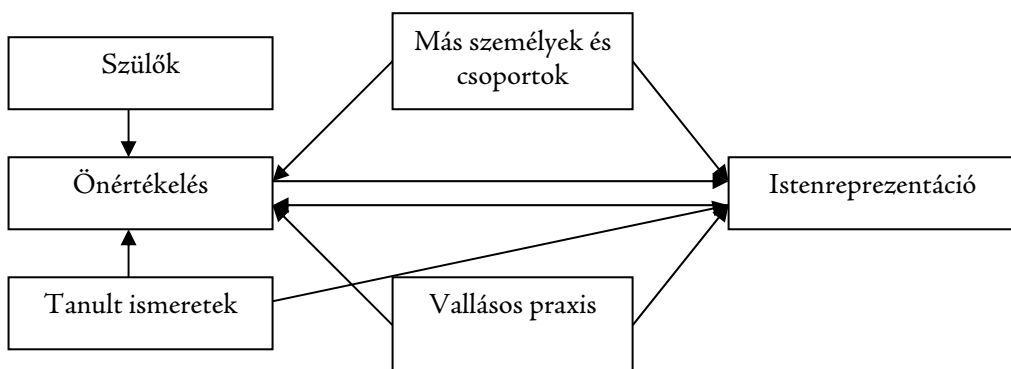 Szülők
Más személyek és
csoportok
Önértékelés
Istenreprezentáció
Tanult ismeretek
Vallásos praxis